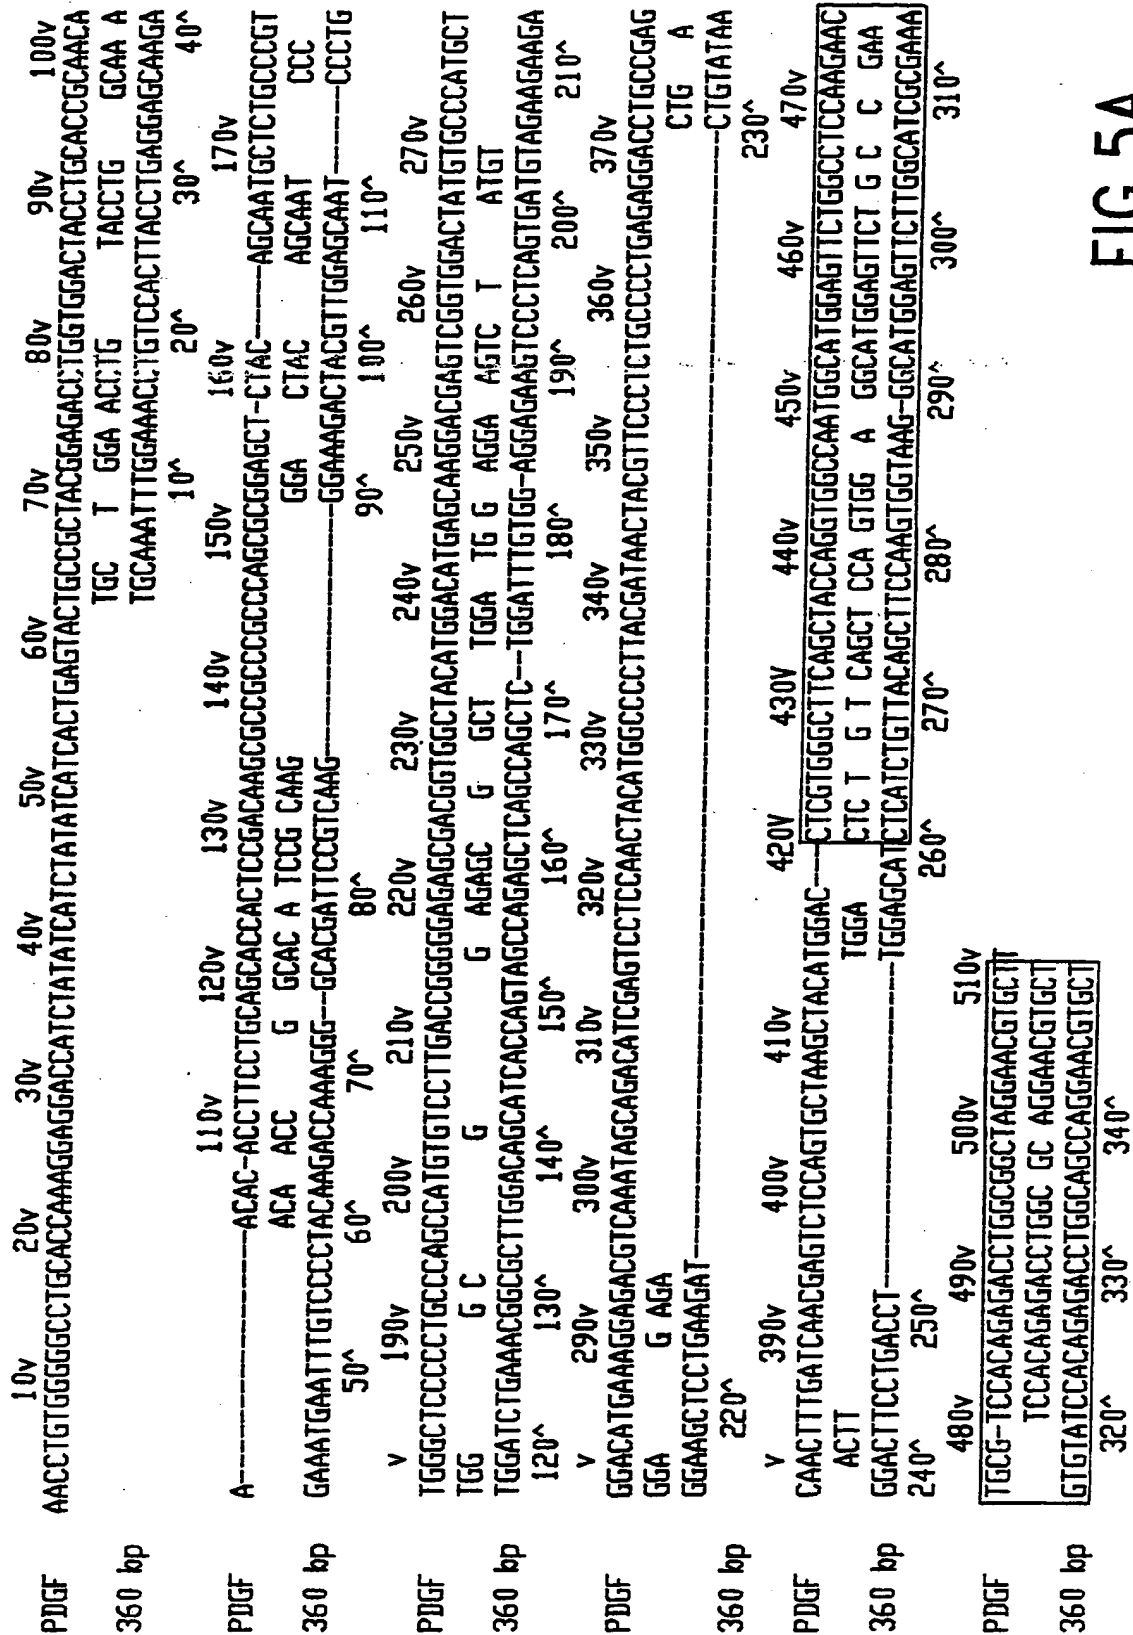 10v 20v 30v 40v 50v 60v 70v 80v 90v 100v
PDGF AACCTGTGGGGCCTGCACCAAAGGAGGACCATCTATATCATCTATATCATCACTGAGTACTGCCGCTACGGAGACCTGGTGGACTACCTGCACCGCAACA
TGC T GGA ACCTG TACCTG GCAA A
360 bp TGCAAATTTGGAAACCTGTCCACTTACCTGAGGAGCAAGA
10^ 20^ 30^ 40^
110v 120v 130v 140v 150v 160v 170v
PDGF A-----------------ACAC-ACCTTCCTGCAGCACCACTCCGACAAGCGCCGCCCGCCCAGCGCGGAGCT-CTAC-----AGCAATGCTCTGCCCGT
ACA ACC G GCAC A TCCG CAAG GGA CTAC AGCAAT CCC
360 bp GAAATGAATTTGTCCCCTACAAGACCAAAGGG--GCACGATTCCGTCAAG-----------------GGAAAGACTACGTTGGAGCAAT------CCCTG
50^ 60^ 70^ 80^ 90^ 100^ 110^
v 190v 200v 210v 220v 230v 240v 250v 260v 270v
PDGF TGGGCTCCCCCTGCCCAGCCATGTGTCCTTGACCGGGGAGAGCGACGGTGGCTACATGGACATGAGCAAGGACGAGTCGGTGGACTATGTGCCCATGCT
TGG G C G G AGAGC G GCT TGGA TG G AGGA AGTC T ATGT
360 bp TGGATCTGAAACGGCGCTTGGACAGCATCACCAGTAGCCAGAGCTCAGCCAGCTC--TGGATTTGTGG-AGGAGAAGTCCCTCAGTGATGTAGAAGAAGA
120^ 130^ 140^ 150^ 160^ 170^ 180^ 190^ 200^ 210^
v 290v 300v 310v 320v 330v 340v 350v 360v 370v
PDGF GGACATGAAAGGAGACGTCAAATAGCAGACATCGAGTCCTCCAACTACATGGCCCCTTACGATAACTACGTTCCCTCTGCCCCTGAGAGGACCTGCCGAG
GGA G AGA CTG A
360 bp GGAAGCTCCTGAAGAT-----------------------------------------------------------------------------CTGTATAA
220^ 230^
v 390v 400v 410v 420V 430V 440v 450v 460v 470v
PDGF CAACTTTGATCAACGAGTCTCCAGTGCTAAGCTACATGGAC---CTCGTGGGCTTCAGCTACCAGGTGGCCAATGGCATGGAGTTCTGGCCTCCAAGAAC
ACTT TGGA CTC T G T CAGCT CCA GTGG A GGCATGGAGTTCT G C C GAA
360 bp GGACTTCCTGACCT----------------------TGGAGCATCTCATCTGTTACAGCTTCCAAGTGGTAAG-GGCATGGAGTTCTTGGCATCGCGAAA
240^ 250^ 260^ 270^ 280^ 290^ 300^ 310^
480v 490v 500v 510v
PDGF TGCG-TCCACAGAGACCTGGCGGCTAGGAACGTGCTT
TCCACAGAGACCTGGC GC AGGAACGTGCT
360 bp GTGTATCCACAGAGACCTGGCAGCCAGGAACGTGCT
320^ 330^ 340^
FIG 5A